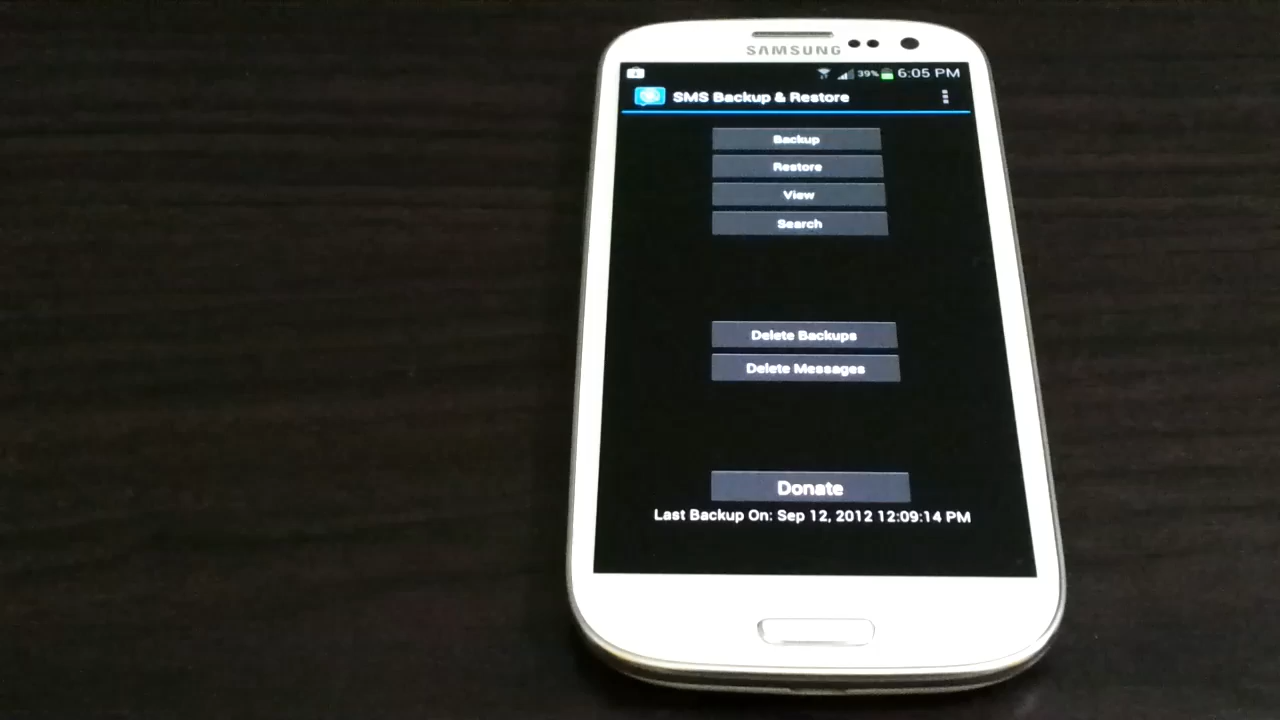 SAMSUNG
39% 6:05 PM
SMS Backup & Restore
Backup
Restore
View
Search
Delete Backups
Delete Messages
Donate
Last Backup On: Sep 12, 2012 12:09:14 PM